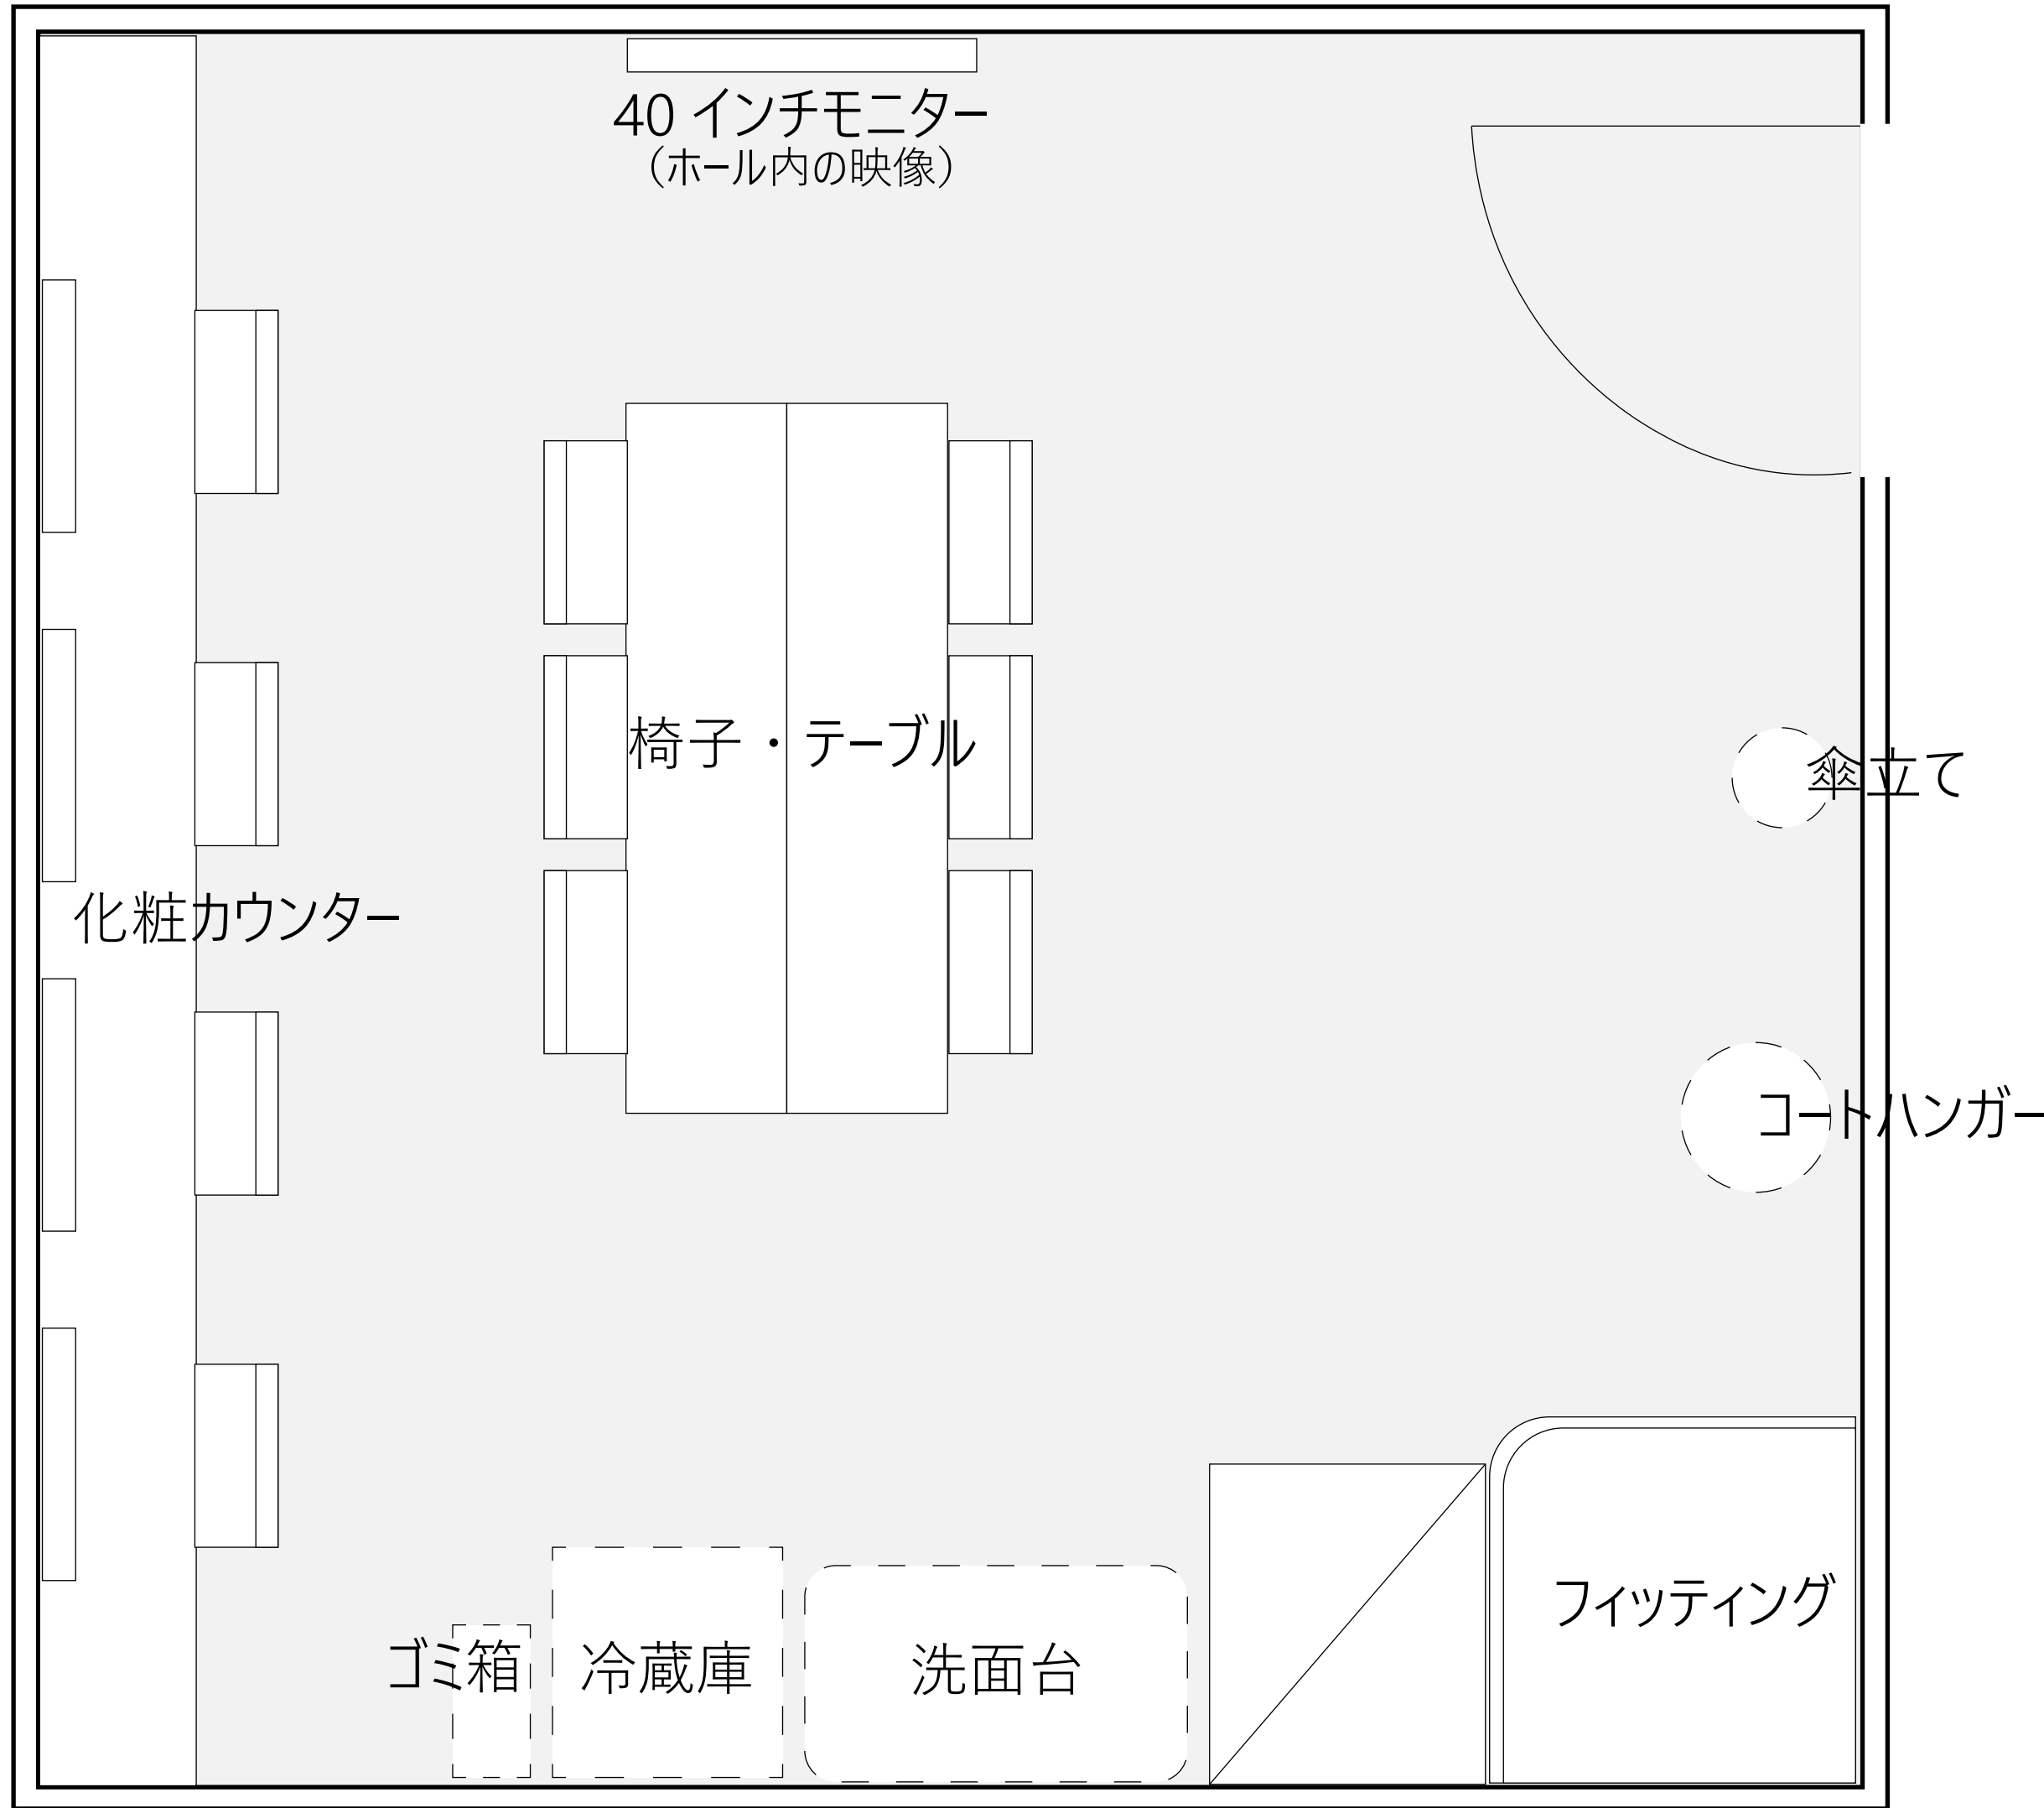 40 インチモニター
（ホール内の映像）
椅子・テーブル
傘立て
化粧カウンター
コートハンガー
フィッティング
ゴミ箱
冷蔵庫
洗面台